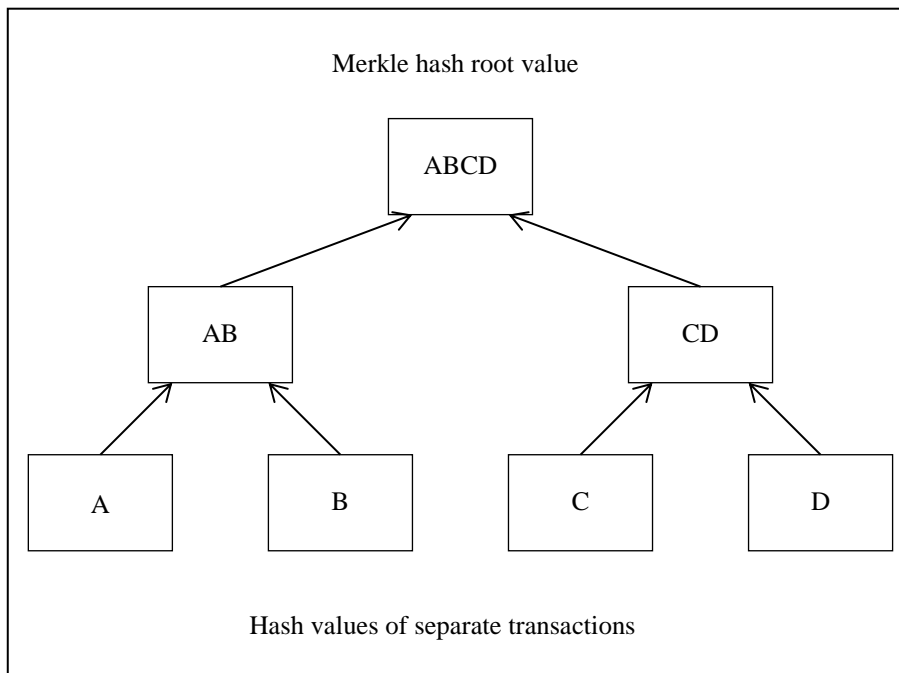 Merkle hash root value
ABCD
AB
CD
A
B
C
D
Hash values of separate transactions